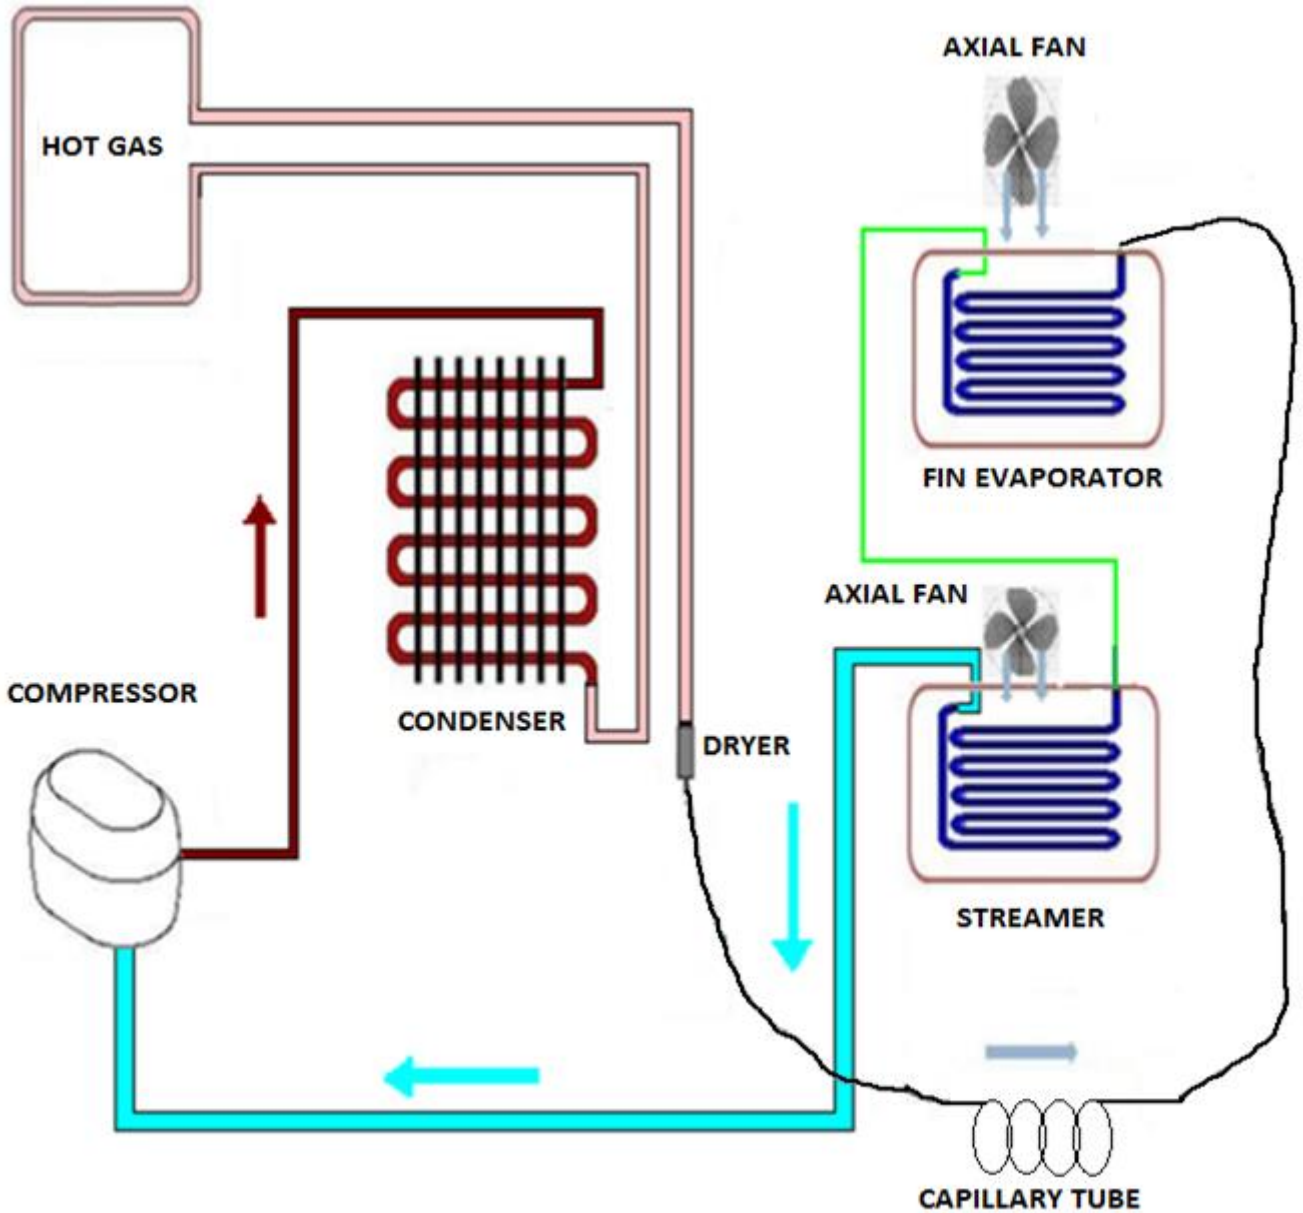 AXIAL FAN
HOT GAS
FIN EVAPORATOR
AXIAL FAN
COMPRESSOR
CONDENSER
DRYER
STREAMER
CAPILLARY TUBE